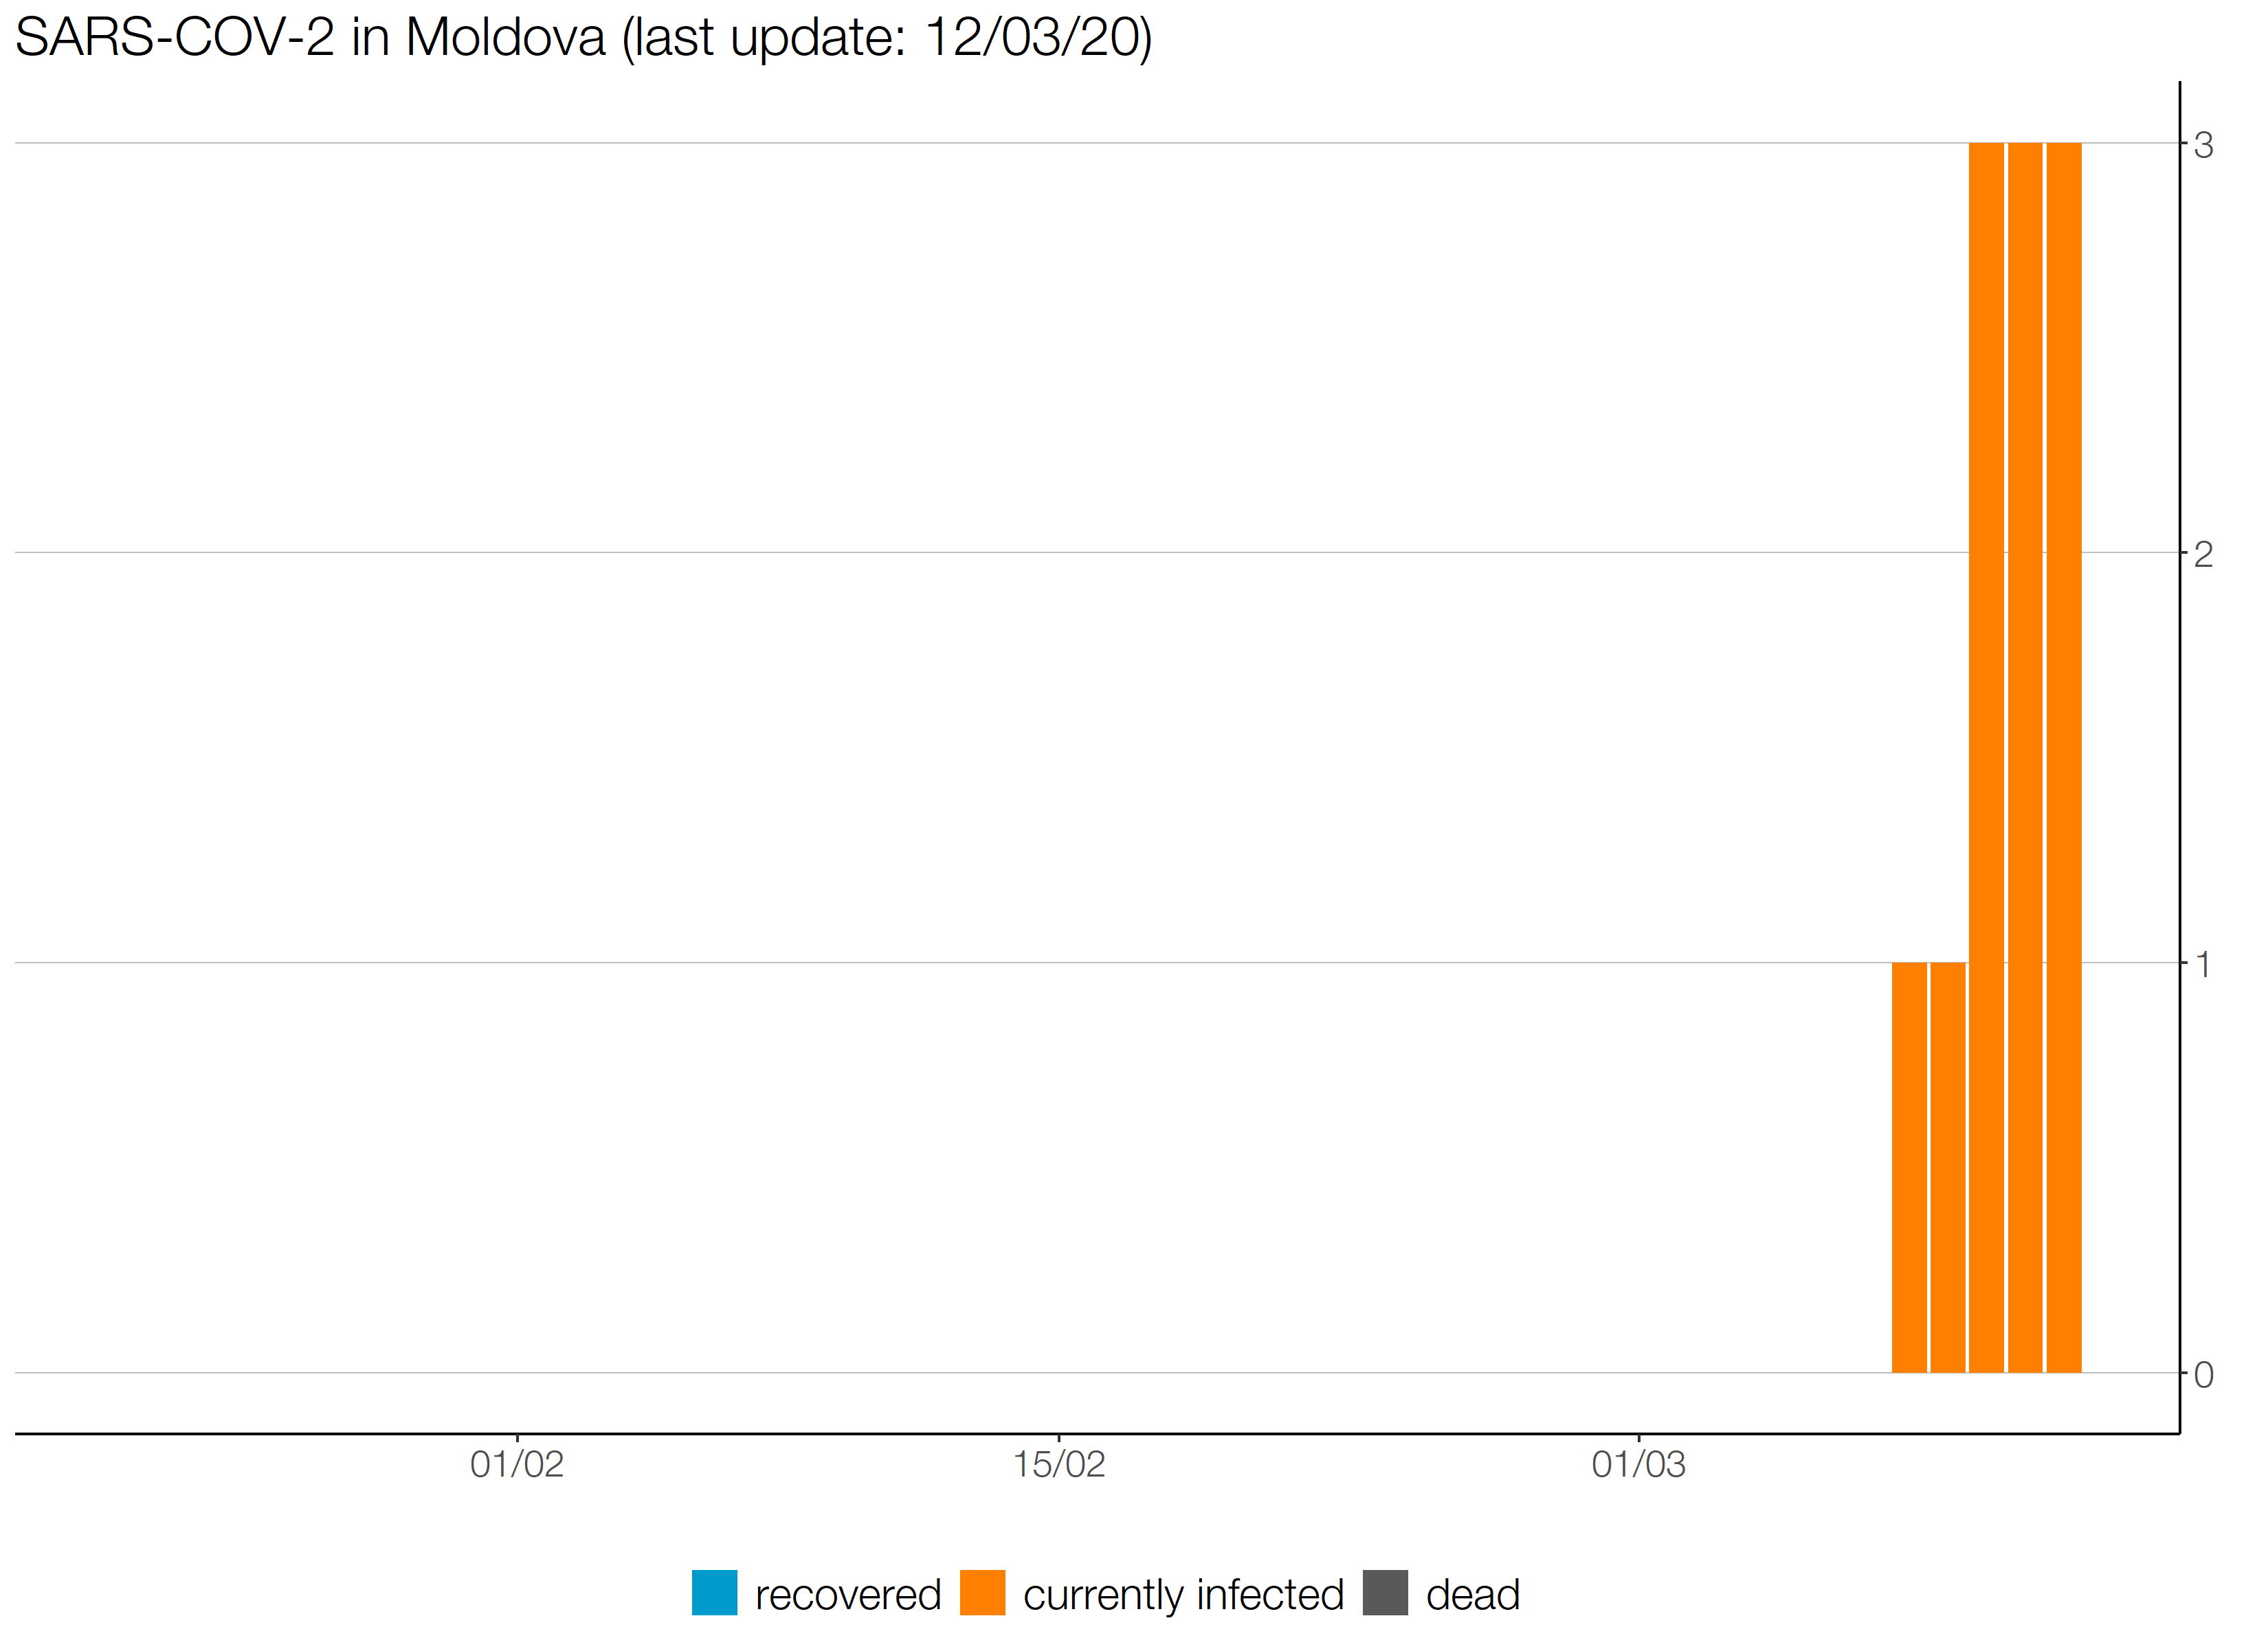 SARS-COV-2 in Moldova (last update: 12/03/20)
3
2
1
0
01/02 15/02 01/03
recovered currently infected dead